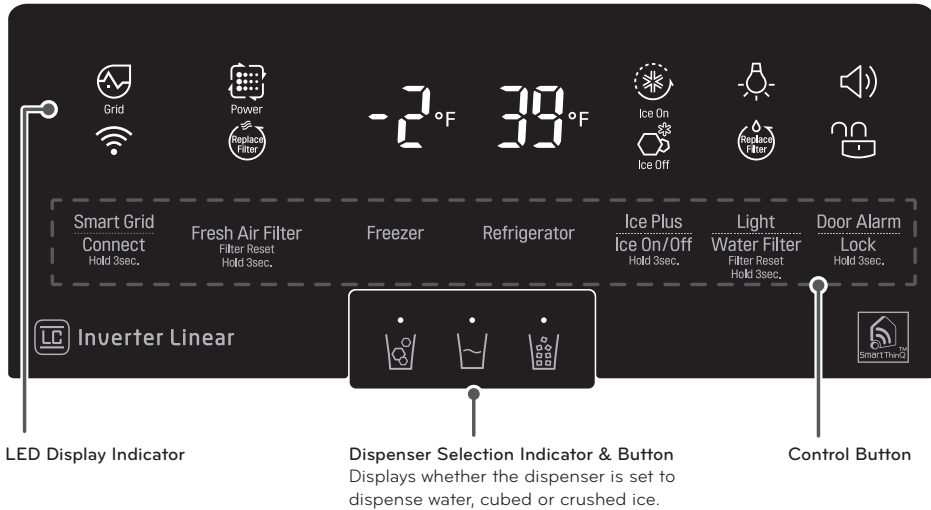 Grid
Power
Replace
Filter
-2 °F
39 °F
Ice On
Ice Off
Replace
Filter
Smart Grid
Connect
Hold 3sec.
Fresh Air Filter
Filter Reset
Hold 3sec.
Freezer
Refrigerator
Ice Plus
Ice On/Off
Hold 3sec.
Light
Water Filter
Filter Reset
Hold 3sec.
Door Alarm
Lock
Hold 3sec.
LC Inverter Linear
SmartThinQ™
LED Display Indicator
Dispenser Selection Indicator & Button
Displays whether the dispenser is set to
dispense water, cubed or crushed ice.
Control Button